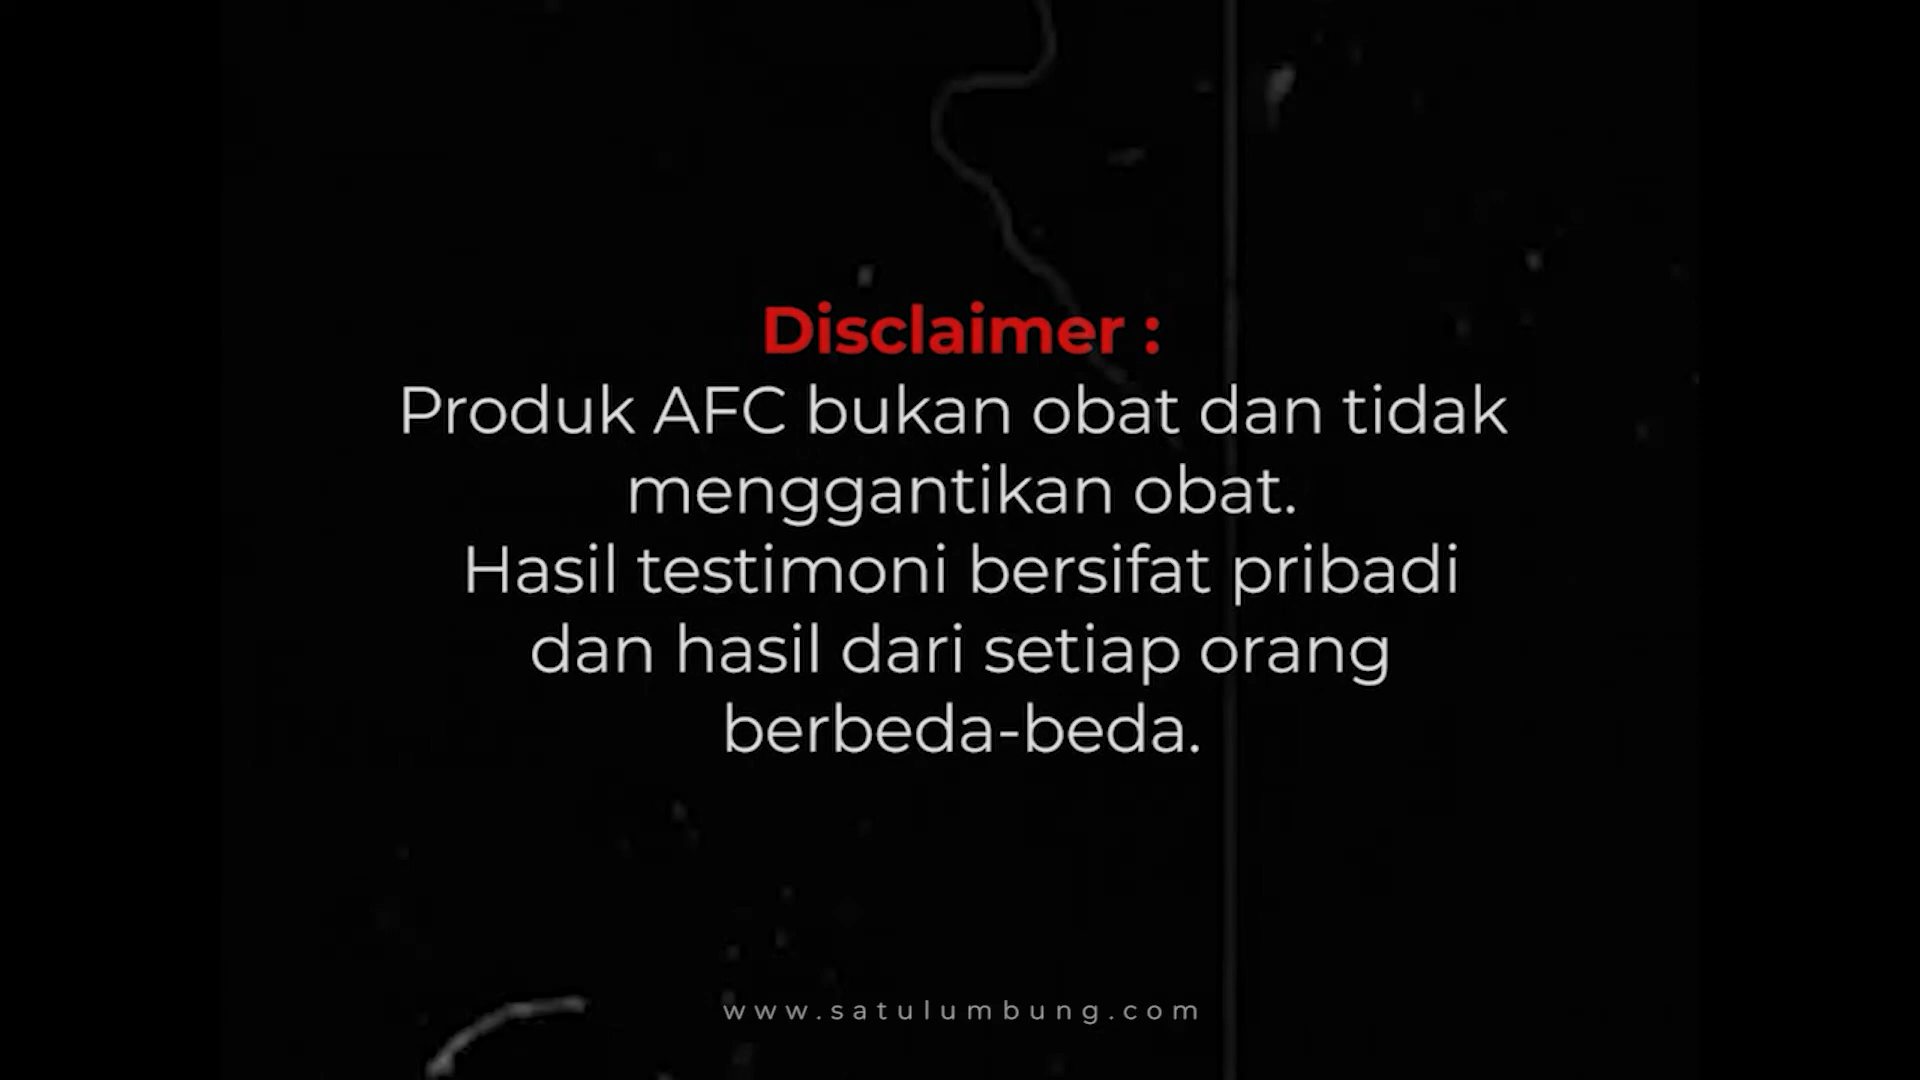 Disclaimer :
Produk AFC bukan obat dan tidak
menggantikan obat.
Hasil testimoni bersifat pribadi
dan hasil dari setiap orang
berbeda-beda.
www.satulumbung.com